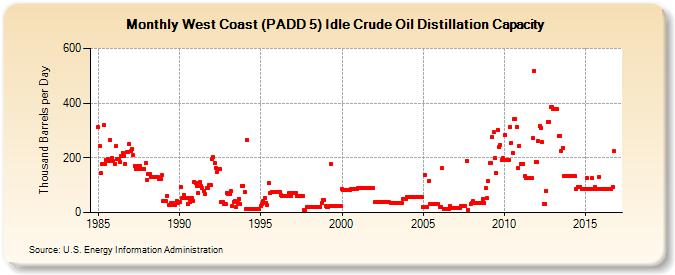 Monthly West Coast (PADD 5) Idle Crude Oil Distillation Capacity
Thousand Barrels per Day
600
400
200
0
1985 1990 1995 2000 2005 2010 2015
Source: U.S. Energy Information Administration